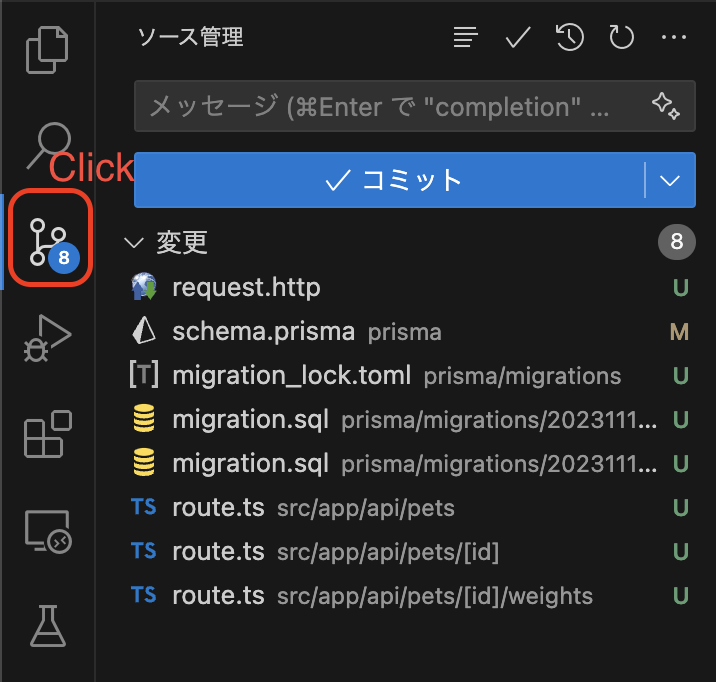 ソース管理
メッセージ (⌘Enter で "completion" ...
Click
コミット
8
変更 8
request.http U
schema.prisma prisma M
[T] migration_lock.toml prisma/migrations U
migration.sql prisma/migrations/2023111... U
migration.sql prisma/migrations/2023111... U
TS route.ts src/app/api/pets U
TS route.ts src/app/api/pets/[id] U
TS route.ts src/app/api/pets/[id]/weights U